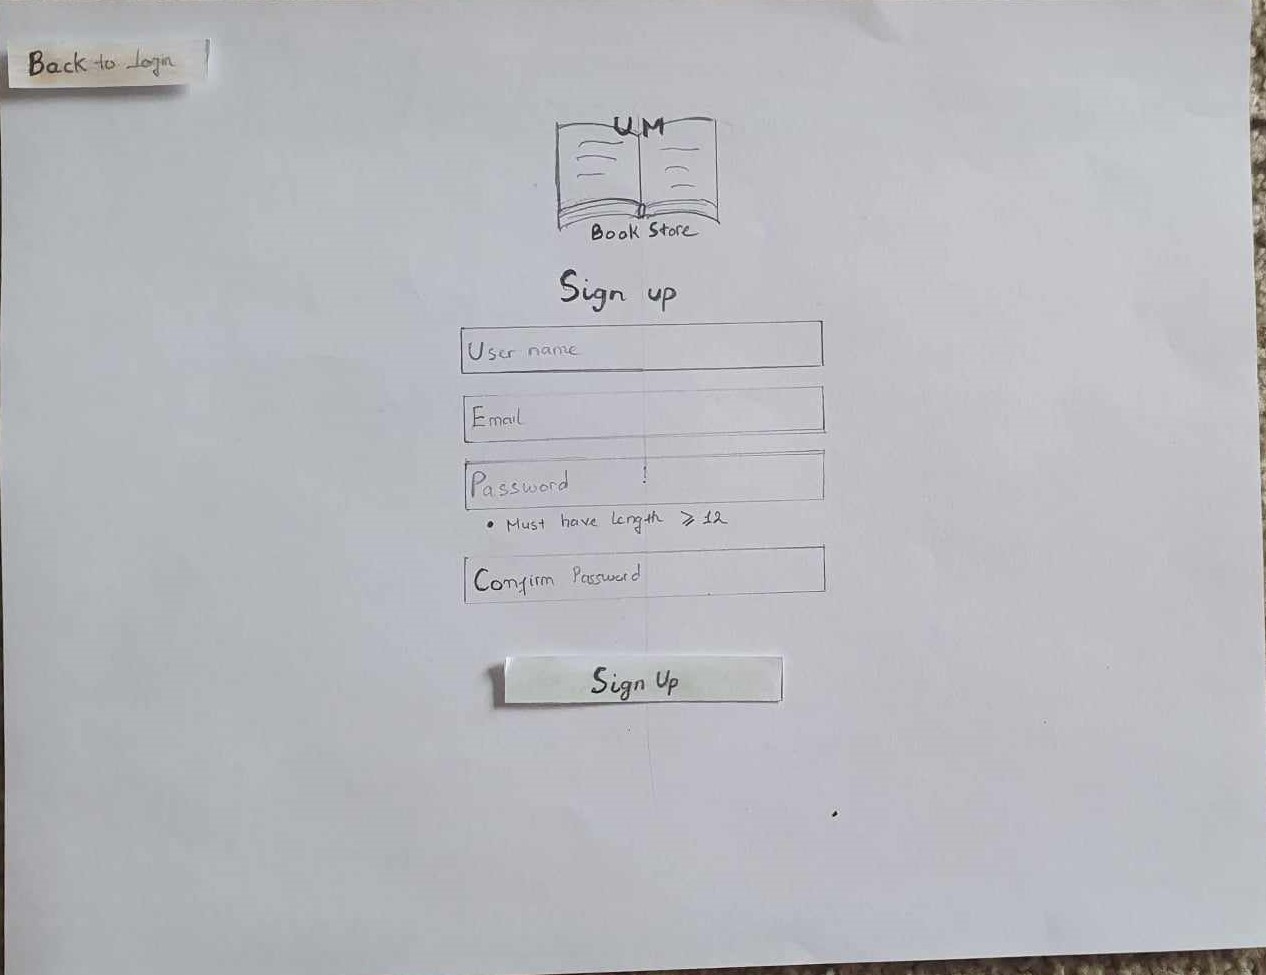 Back to Login
UM
Book Store
Sign up
User name
Email
Password
• Must have length ⩾ 12
Confirm Password
Sign Up